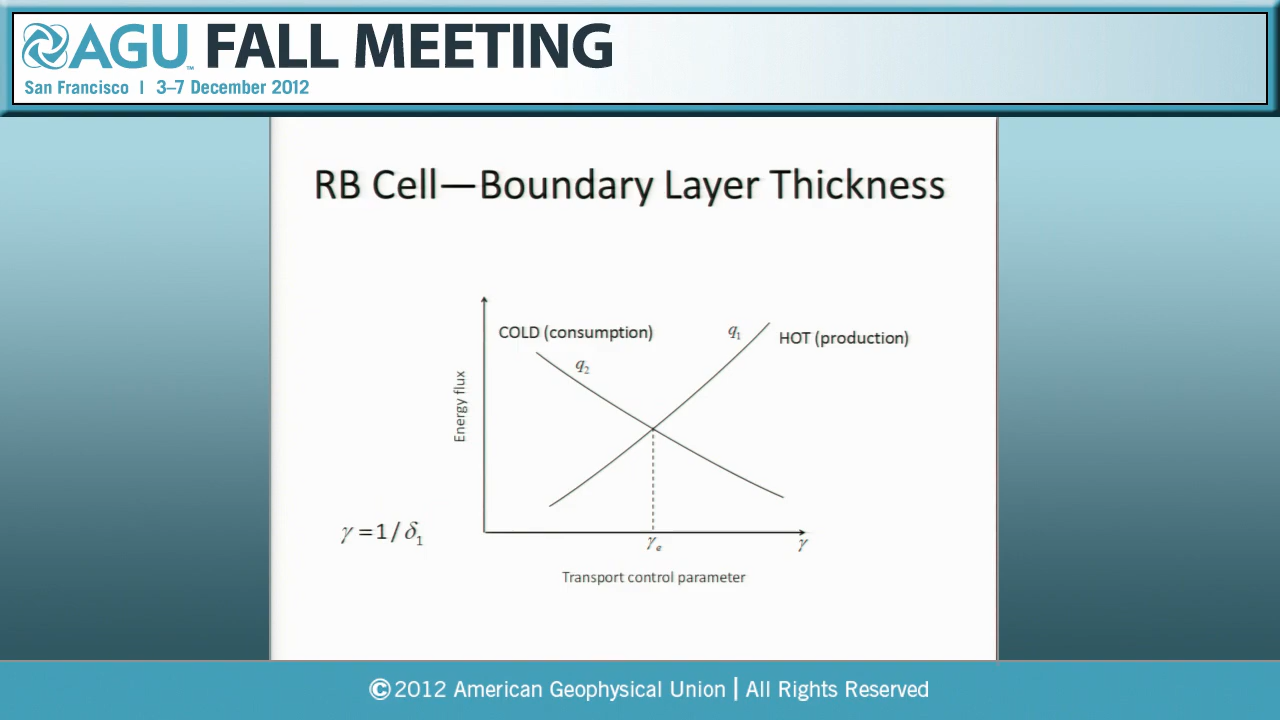 AGU™ FALL MEETING
San Francisco | 3–7 December 2012
RB Cell—Boundary Layer Thickness
COLD (consumption)
q₁
HOT (production)
q₂
Energy flux
γ = 1 / δ₁
γₑ
γ
Transport control parameter
©2012 American Geophysical Union | All Rights Reserved